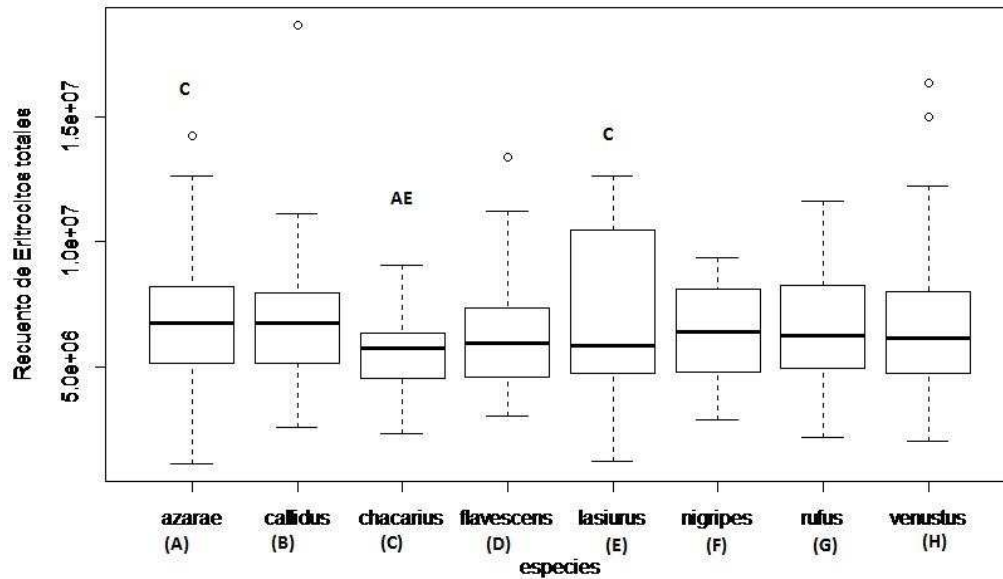 Recuento de Eritrocitos totales
1.5e+07
1.0e+07
5.0e+06
C
C
AE
azarae callidus chacarius flavescens lasiurus nigripes rufus venustus
(A) (B) (C) (D) (E) (F) (G) (H)
especies